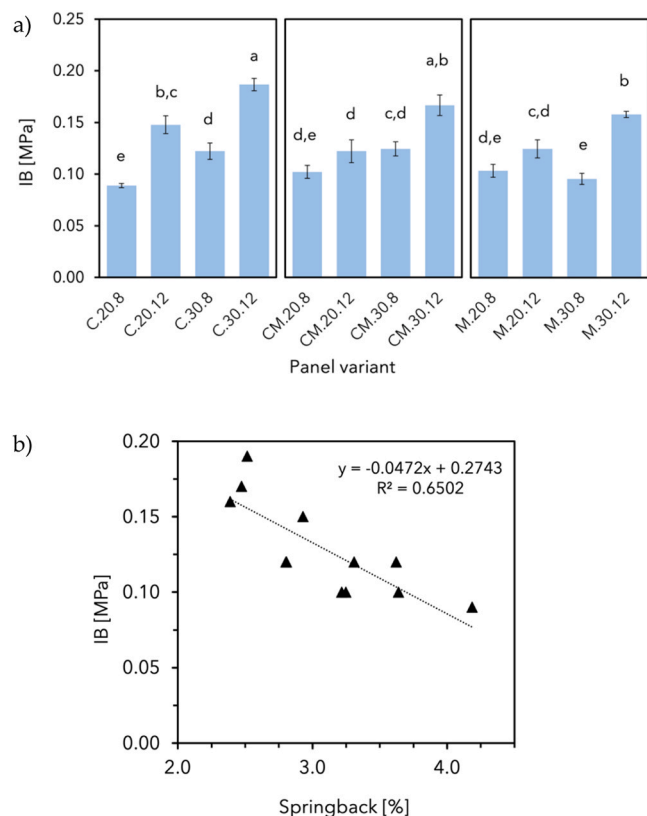 a)
0.25
0.20
0.15
0.10
0.05
0.00
IB [MPa]
e
b,c
d
a
d,e
d
c,d
a,b
d,e
c,d
e
b
C.20.8
C.20.12
C.30.8
C.30.12
CM.20.8
CM.20.12
CM.30.8
CM.30.12
M.20.8
M.20.12
M.30.8
M.30.12
Panel variant
b)
0.20
0.15
0.10
0.05
0.00
IB [MPa]
y = -0.0472x + 0.2743
R² = 0.6502
2.0
3.0
4.0
Springback [%]